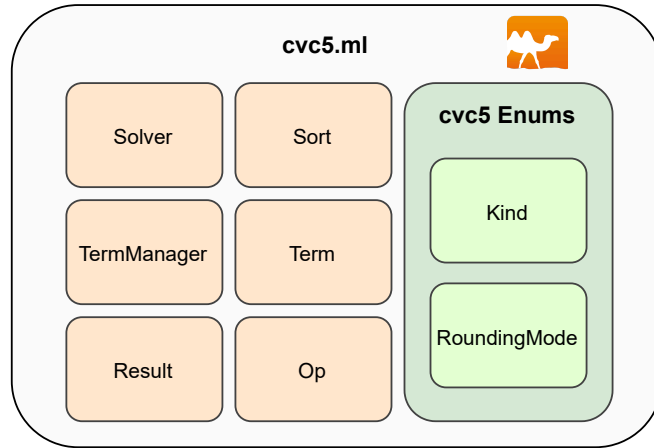 cvc5.ml
cvc5 Enums
Solver
Sort
Kind
TermManager
Term
RoundingMode
Result
Op